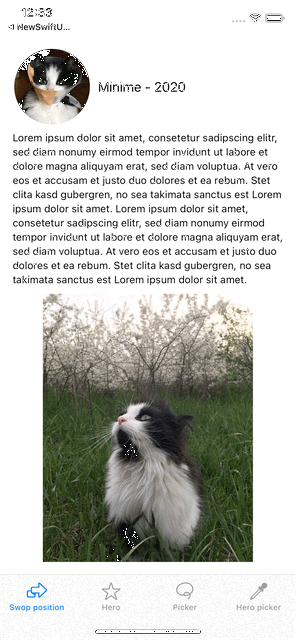 12:33
◀ NewSwiftU...
Minime - 2020
Lorem ipsum dolor sit amet, consetetur sadipscing elitr,
sed diam nonumy eirmod tempor invidunt ut labore et
dolore magna aliquyam erat, sed diam voluptua. At vero
eos et accusam et justo duo dolores et ea rebum. Stet
clita kasd gubergren, no sea takimata sanctus est Lorem
ipsum dolor sit amet. Lorem ipsum dolor sit amet,
consetetur sadipscing elitr, sed diam nonumy eirmod
tempor invidunt ut labore et dolore magna aliquyam erat,
sed diam voluptua. At vero eos et accusam et justo duo
dolores et ea rebum. Stet clita kasd gubergren, no sea
takimata sanctus est Lorem ipsum dolor sit amet.
Swop position
Hero
Picker
Hero picker